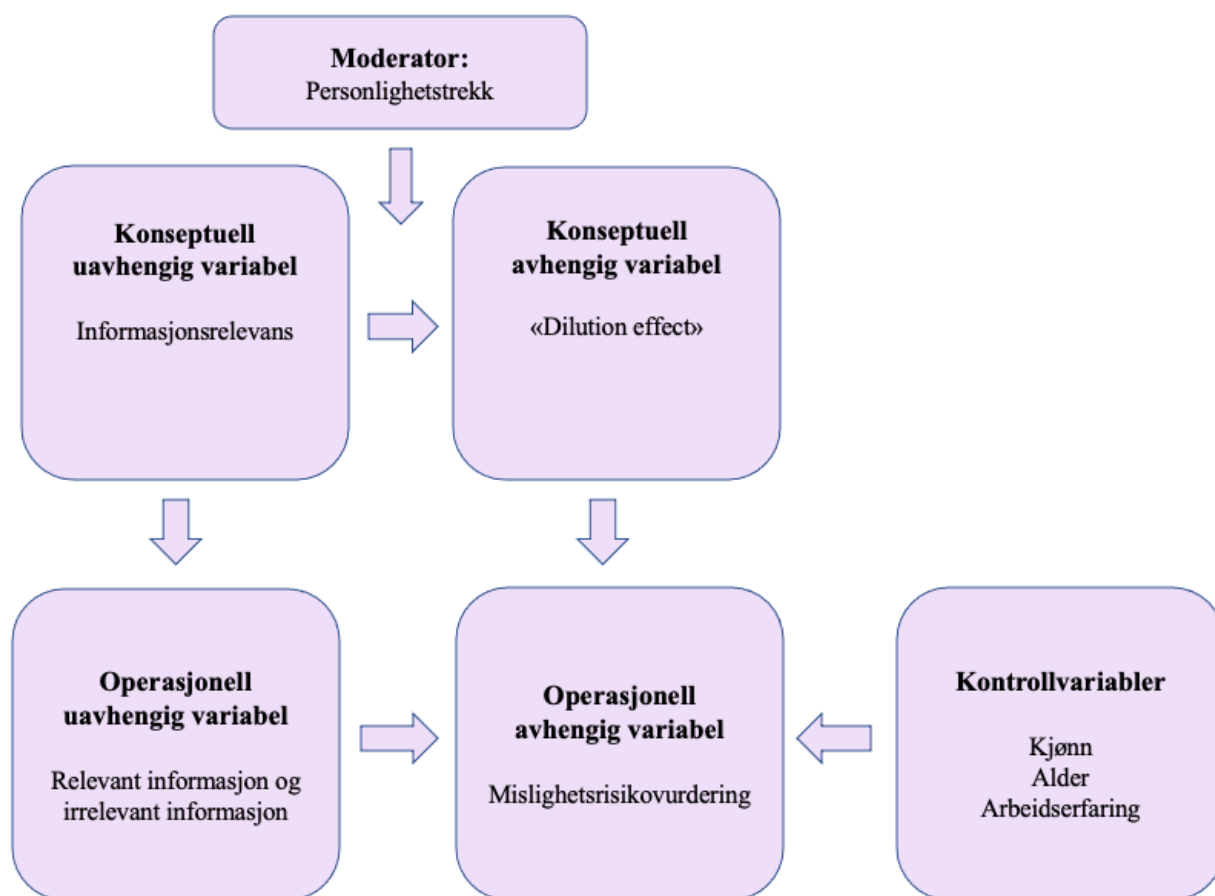 Moderator:
Personlighetstrekk
Konseptuell
uavhengig variabel
Informasjonsrelevans
Konseptuell
avhengig variabel
«Dilution effect»
Operasjonell
uavhengig variabel
Relevant informasjon og
irrelevant informasjon
Operasjonell
avhengig variabel
Mislighetsrisikovurdering
Kontrollvariabler
Kjønn
Alder
Arbeidserfaring